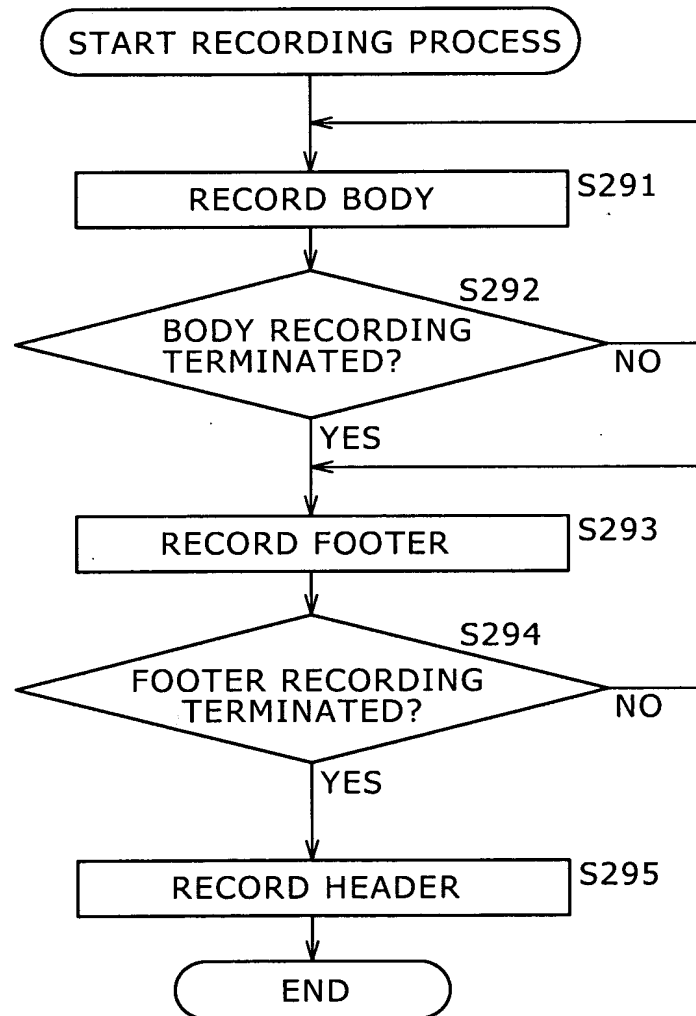 START RECORDING PROCESS
RECORD BODY
S291
S292
BODY RECORDING
TERMINATED?
NO
YES
RECORD FOOTER
S293
S294
FOOTER RECORDING
TERMINATED?
NO
YES
RECORD HEADER
S295
END